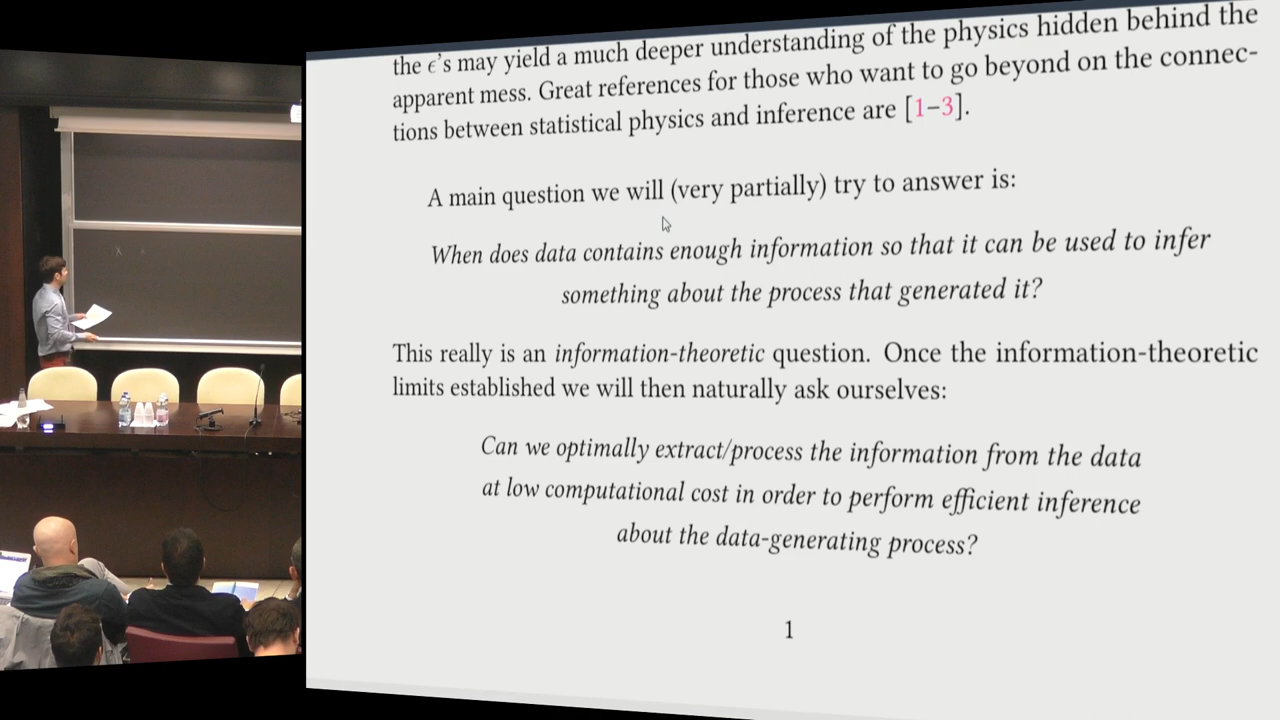 the ϵ's may yield a much deeper understanding of the physics hidden behind the
apparent mess. Great references for those who want to go beyond on the connec-
tions between statistical physics and inference are [1–3].
A main question we will (very partially) try to answer is:
When does data contains enough information so that it can be used to infer
something about the process that generated it?
This really is an information-theoretic question. Once the information-theoretic
limits established we will then naturally ask ourselves:
Can we optimally extract/process the information from the data
at low computational cost in order to perform efficient inference
about the data-generating process?
1